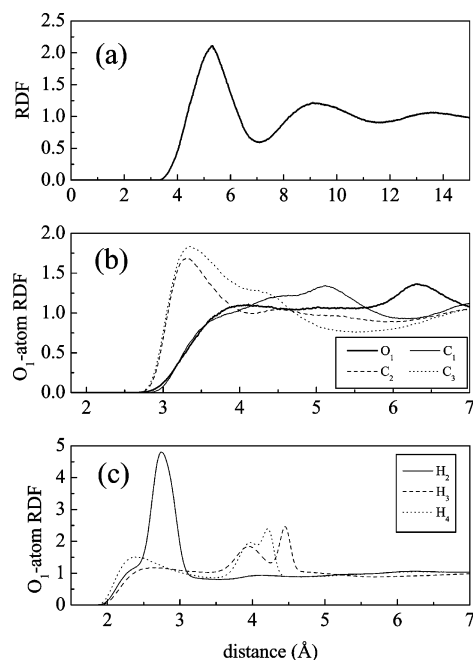 (a)
RDF
2.5
2.0
1.5
1.0
0.5
0.0
0 2 4 6 8 10 12 14
(b)
O₁-atom RDF
2.0
1.5
1.0
0.5
0.0
O₁ C₁
C₂ C₃
2 3 4 5 6 7
(c)
O₁-atom RDF
5
4
3
2
1
0
H₂
H₃
H₄
2 3 4 5 6 7
distance (Å)